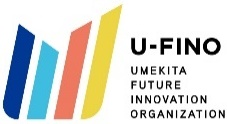 U-FINO
UMEKITA
FUTURE
INNOVATION
ORGANIZATION